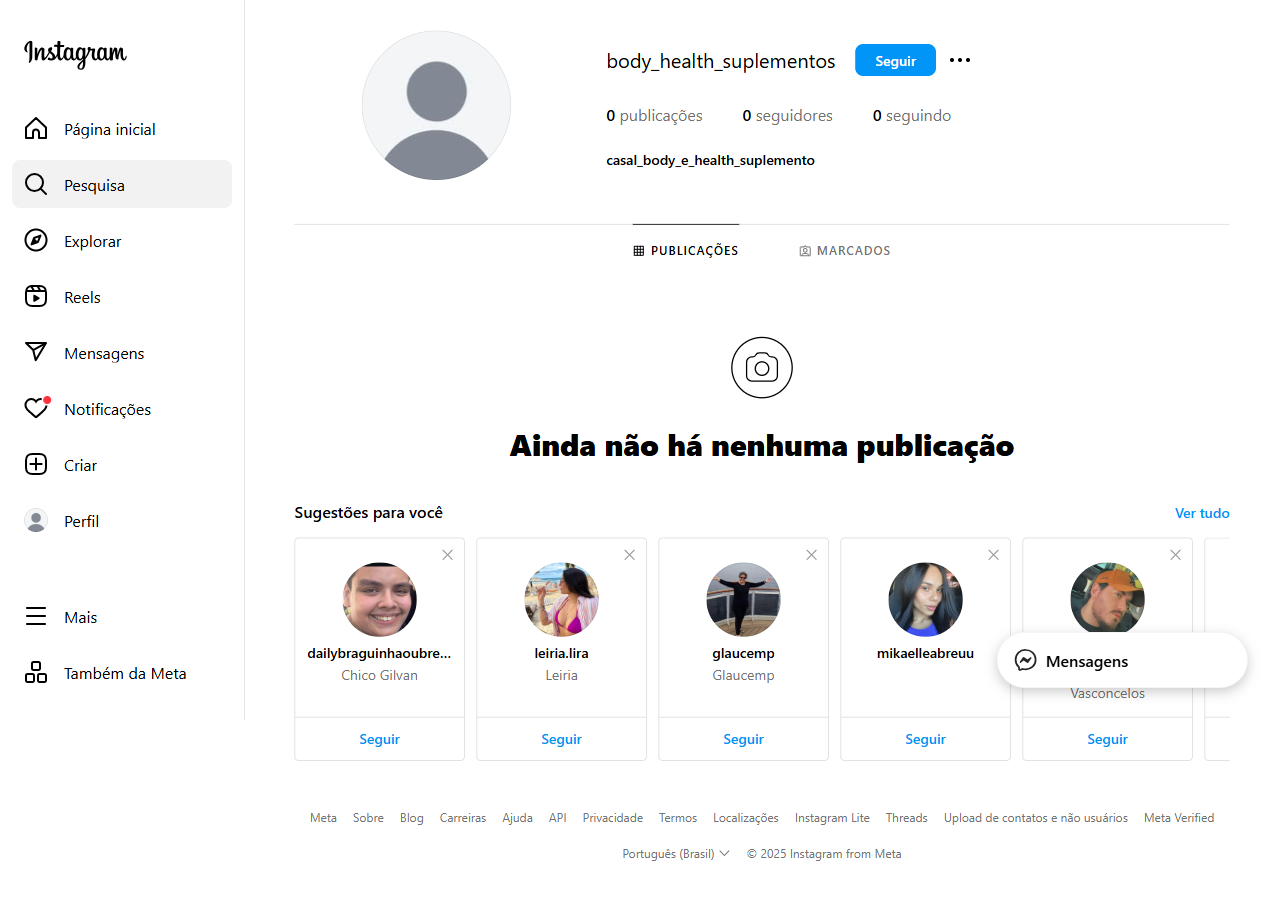 Instagram
Página inicial
Pesquisa
Explorar
Reels
Mensagens
Notificações
Criar
Perfil
Mais
Também da Meta
body_health_suplementos Seguir
0 publicações 0 seguidores 0 seguindo
casal_body_e_health_suplemento
PUBLICAÇÕES MARCADOS
Ainda não há nenhuma publicação
Sugestões para você Ver tudo
dailybraguinhaoubre... leiria.lira glaucemp mikaelleabreuu
Chico Gilvan Leiria Glaucemp
Mensagens
Vasconcelos
Seguir Seguir Seguir Seguir Seguir
Meta Sobre Blog Carreiras Ajuda API Privacidade Termos Localizações Instagram Lite Threads Upload de contatos e não usuários Meta Verified
Português (Brasil) © 2025 Instagram from Meta